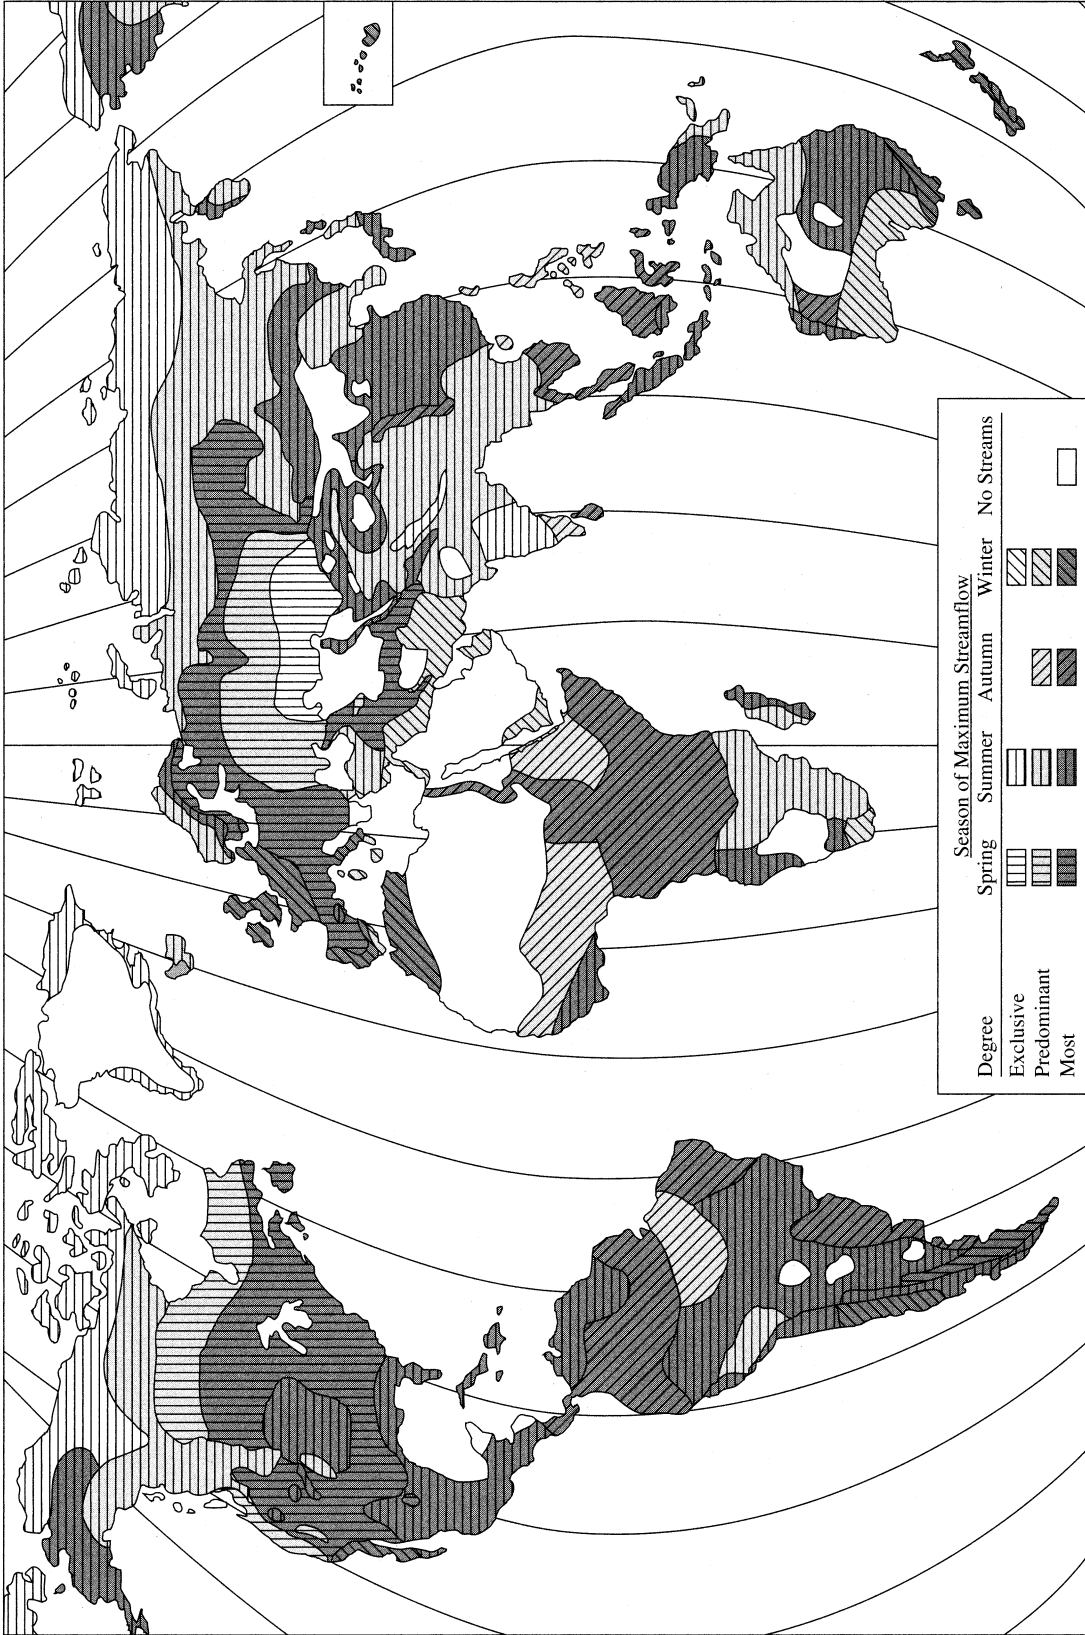 Season of Maximum Streamflow
Degree Spring Summer Autumn Winter No Streams
Exclusive
Predominant
Most